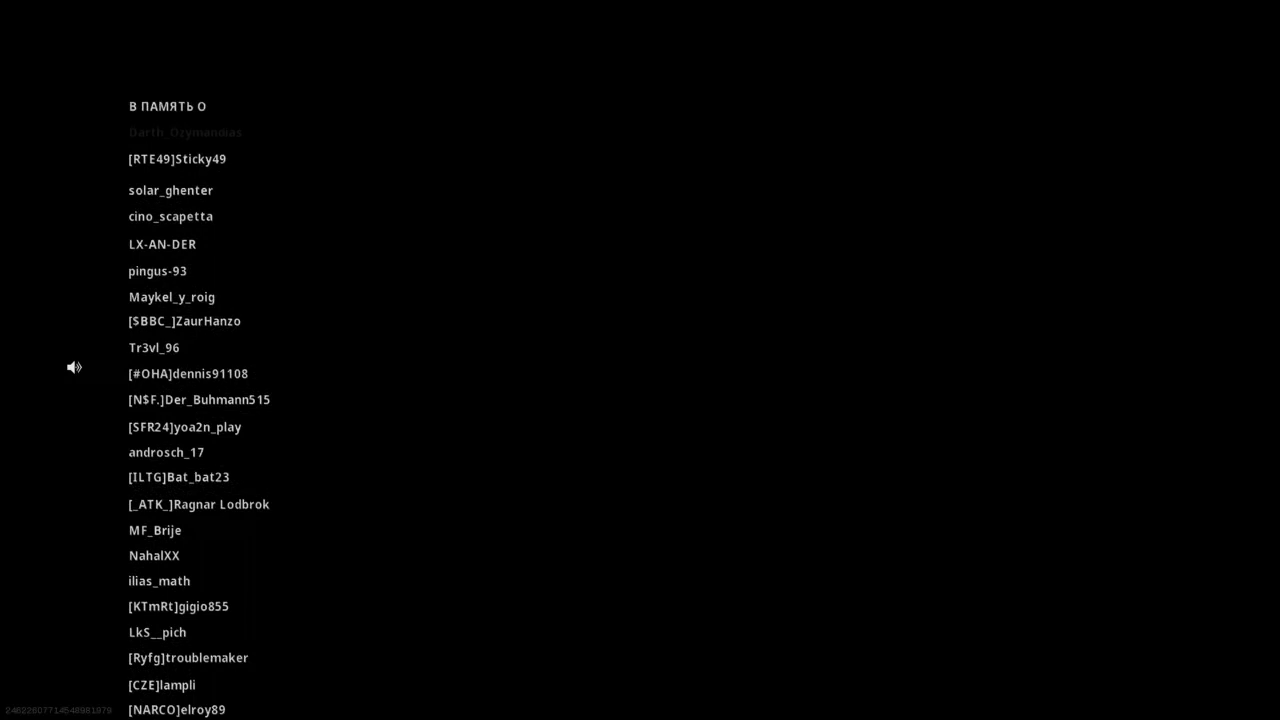 В ПАМЯТЬ О
Darth_Ozymandias
[RTE49]Sticky49
solar_ghenter
cino_scapetta
LX-AN-DER
pingus-93
Maykel_y_roig
[$BBC_]ZaurHanzo
Tr3vl_96
[#OHA]dennis91108
[N$F.]Der_Buhmann515
[SFR24]yoa2n_play
androsch_17
[ILTG]Bat_bat23
[_ATK_]Ragnar Lodbrok
MF_Brije
NahalXX
ilias_math
[KTmRt]gigio855
LkS__pich
[Ryfg]troublemaker
[CZE]lampli
[NARCO]elroy89